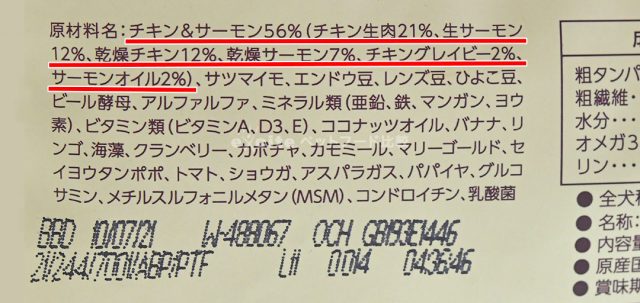 原材料名:チキン&サーモン56%(チキン生肉21%、生サーモン
12%、乾燥チキン12%、乾燥サーモン7%、チキングレイビー2%、
サーモンオイル2%)、サツマイモ、エンドウ豆、レンズ豆、ひよこ豆、
ビール酵母、アルファルファ、ミネラル類(亜鉛、鉄、マンガン、ヨウ
素)、ビタミン類(ビタミンA、D3、E)、ココナッツオイル、バナナ、リ
ンゴ、海藻、クランベリー、カボチャ、カモミール、マリーゴールド、セ
イヨウタンポポ、トマト、ショウガ、アスパラガス、パパイヤ、グルコ
サミン、メチルスルフォニルメタン(MSM)、コンドロイチン、乳酸菌
BBD 10/07/21 W-488067 OCH GB193E1446
L11 0.014 04:36:46
粗タンパ
粗繊維・
水分・・・
オメガ3
リン・・・
● 全犬種
● 名称:
● 内容量
● 原産国
● 賞味期